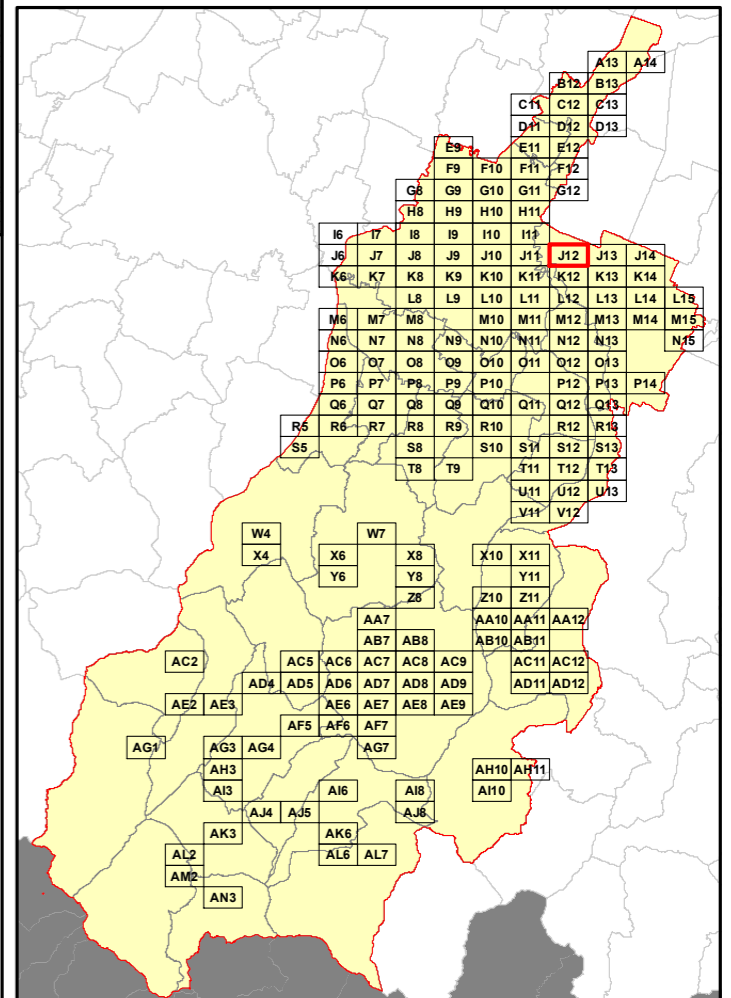 A13 A14
B12 B13
C11 C12 C13
D11 D12 D13
E9 E11 E12
F9 F10 F11 F12
G8 G9 G10 G11 G12
H8 H9 H10 H11
I6 I7 I8 I9 I10 I11
J6 J7 J8 J9 J10 J11 J12 J13 J14
K6 K7 K8 K9 K10 K11 K12 K13 K14
L8 L9 L10 L11 L12 L13 L14 L15
M6 M7 M8 M10 M11 M12 M13 M14 M15
N6 N7 N8 N9 N10 N11 N12 N13 N15
O6 O7 O8 O9 O10 O11 O12 O13
P6 P7 P8 P9 P10 P12 P13 P14
Q6 Q7 Q8 Q9 Q10 Q11 Q12 Q13
R5 R6 R7 R8 R9 R10 R12 R13
S5 S8 S10 S11 S12 S13
T8 T9 T11 T12 T13
U11 U12 U13
V11 V12
W4 W7
X4 X6 X8 X10 X11
Y6 Y8 Y11
Z8 Z10 Z11
AA7 AA10 AA11 AA12
AB7 AB8 AB10 AB11
AC2 AC5 AC6 AC7 AC8 AC9 AC11 AC12
AD4 AD5 AD6 AD7 AD8 AD9 AD11 AD12
AE2 AE3 AE6 AE7 AE8 AE9
AF5 AF6 AF7
AG1 AG3 AG4 AG7
AH3 AH10 AH11
AI3 AI6 AI8 AI10
AJ4 AJ5 AJ8
AK3 AK6
AL2 AL6 AL7
AM2
AN3